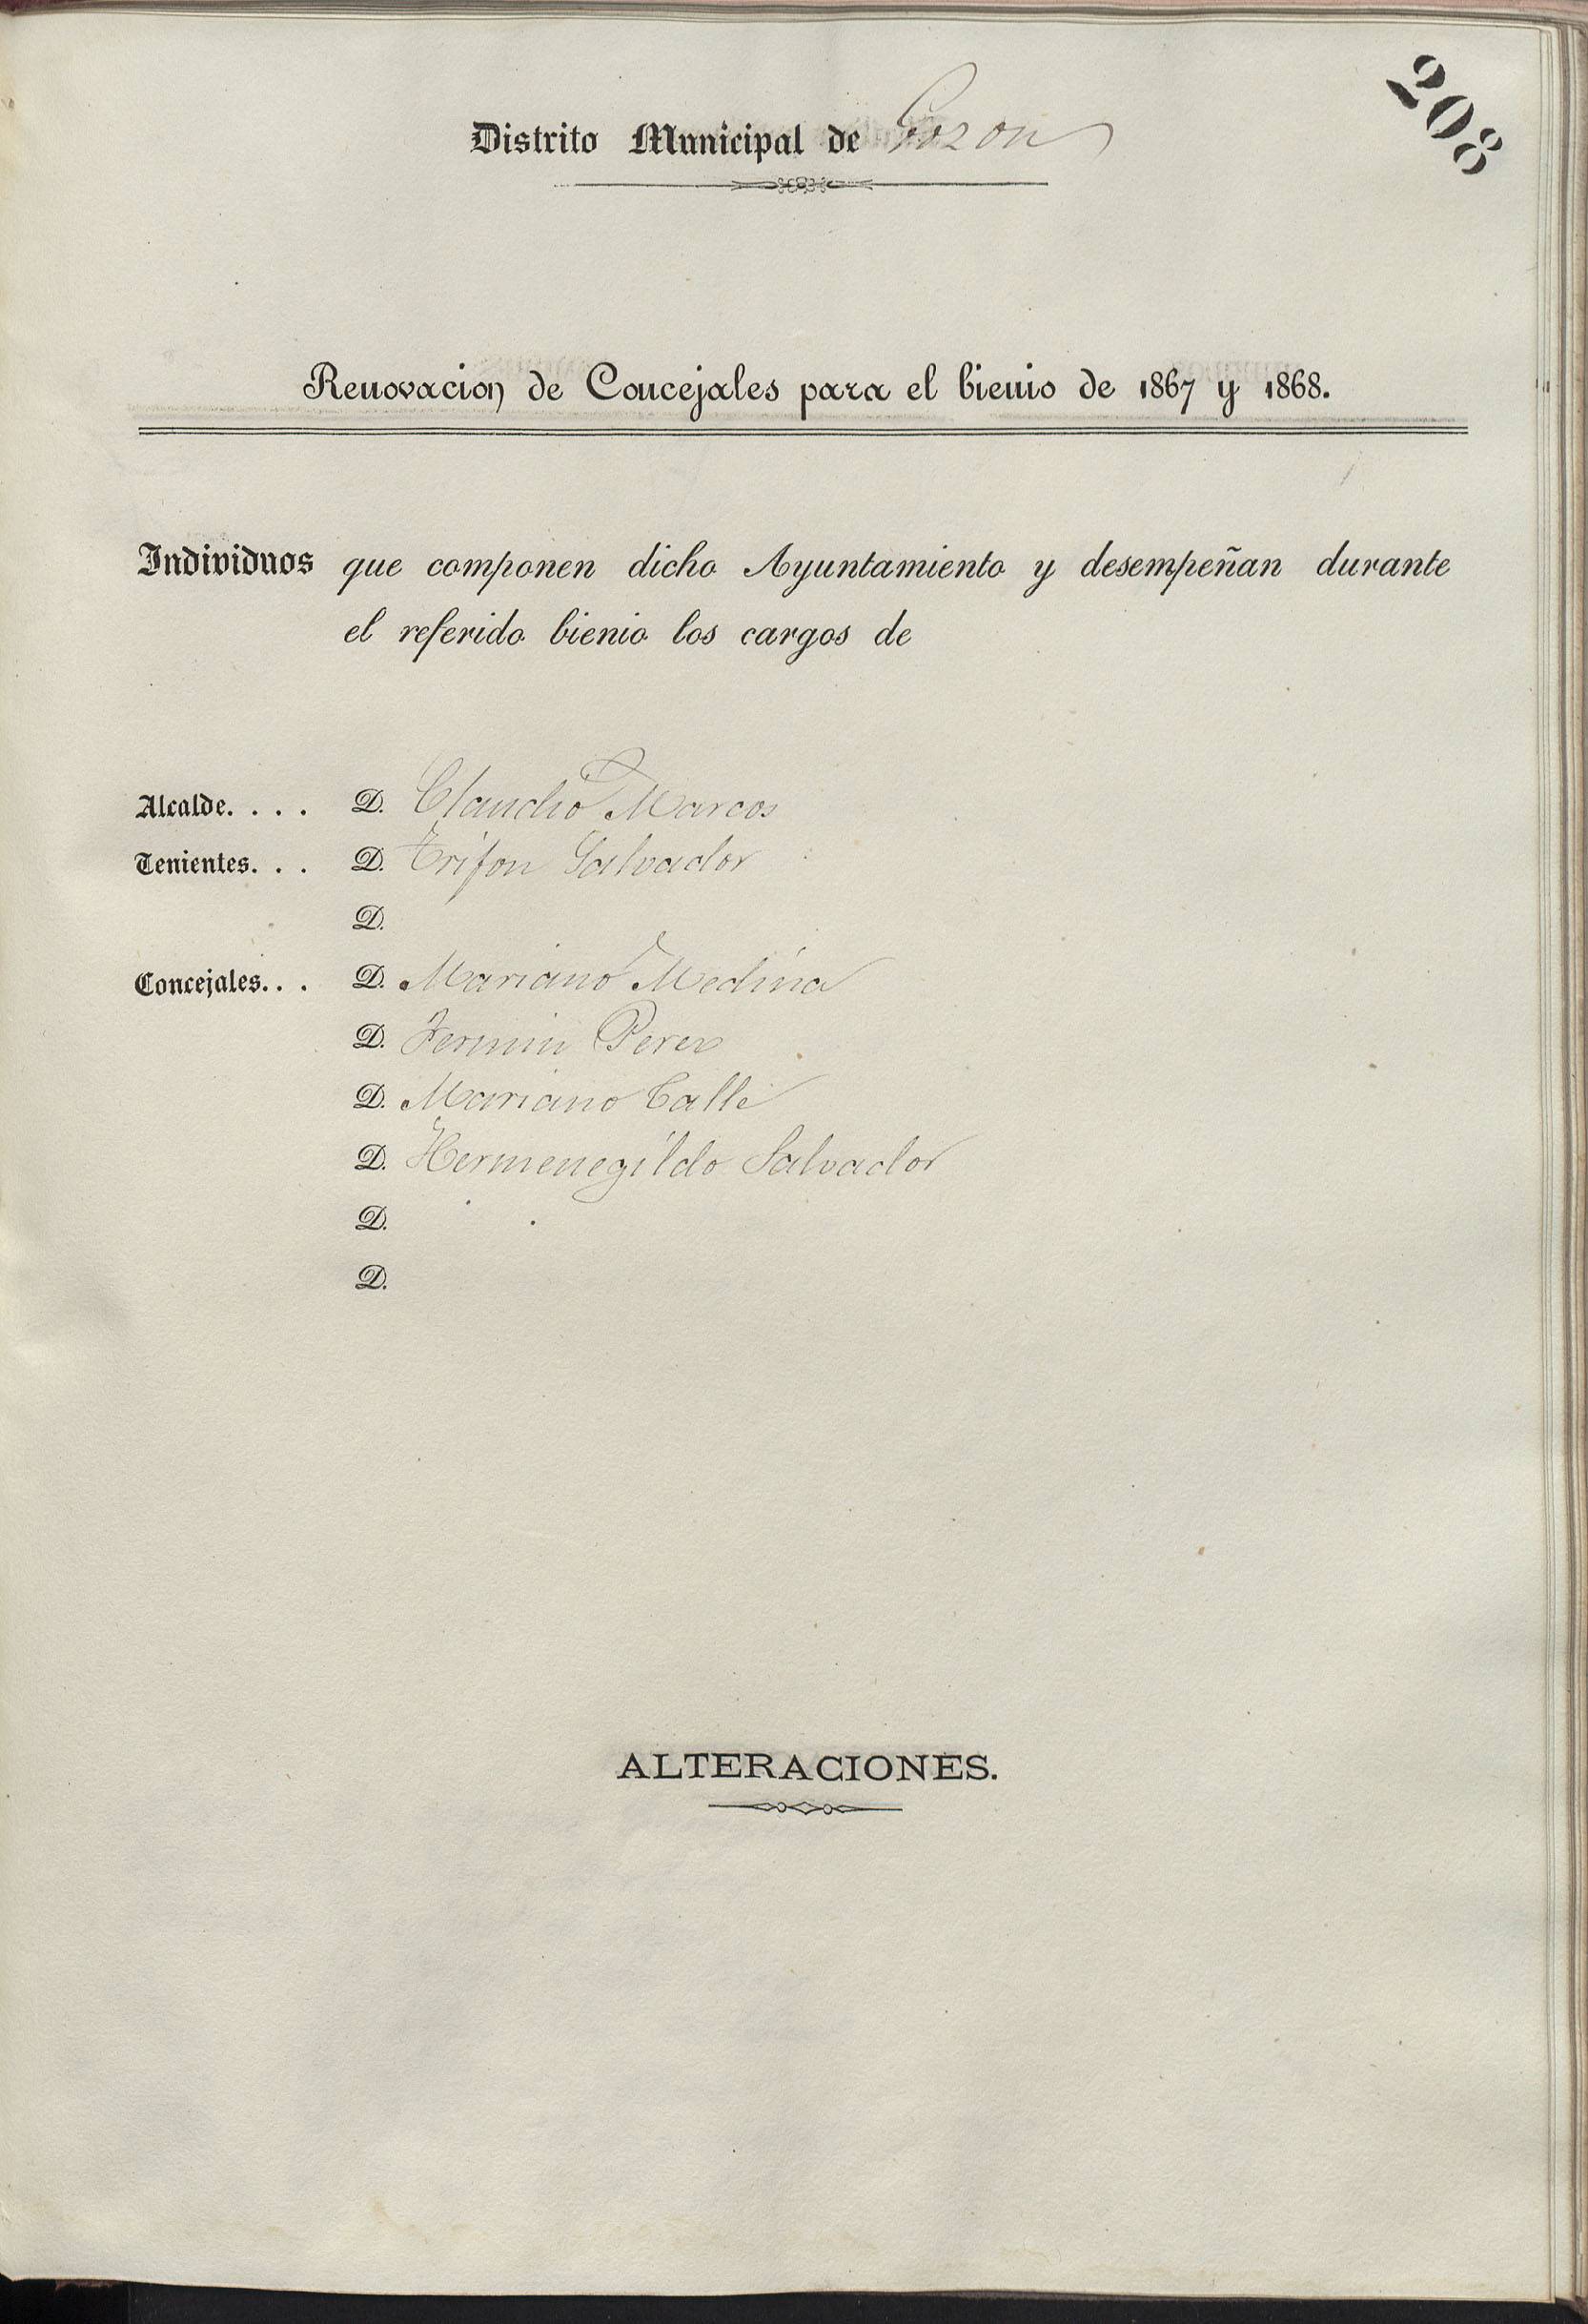 208
Distrito Municipal de Gozon
Renovacion de Concejales para el bienio de 1867 y 1868.
Individuos que componen dicho Ayuntamiento y desempeñan durante
el referido bienio los cargos de
Alcalde. . . . D. Claudio Marcos
Tenientes. . . D. Trifon Salvador
D.
Concejales. . . D. Mariano Medina
D. Fermin Perez
D. Mariano Calle
D. Hermenegildo Salvador
D.
D.
ALTERACIONES.